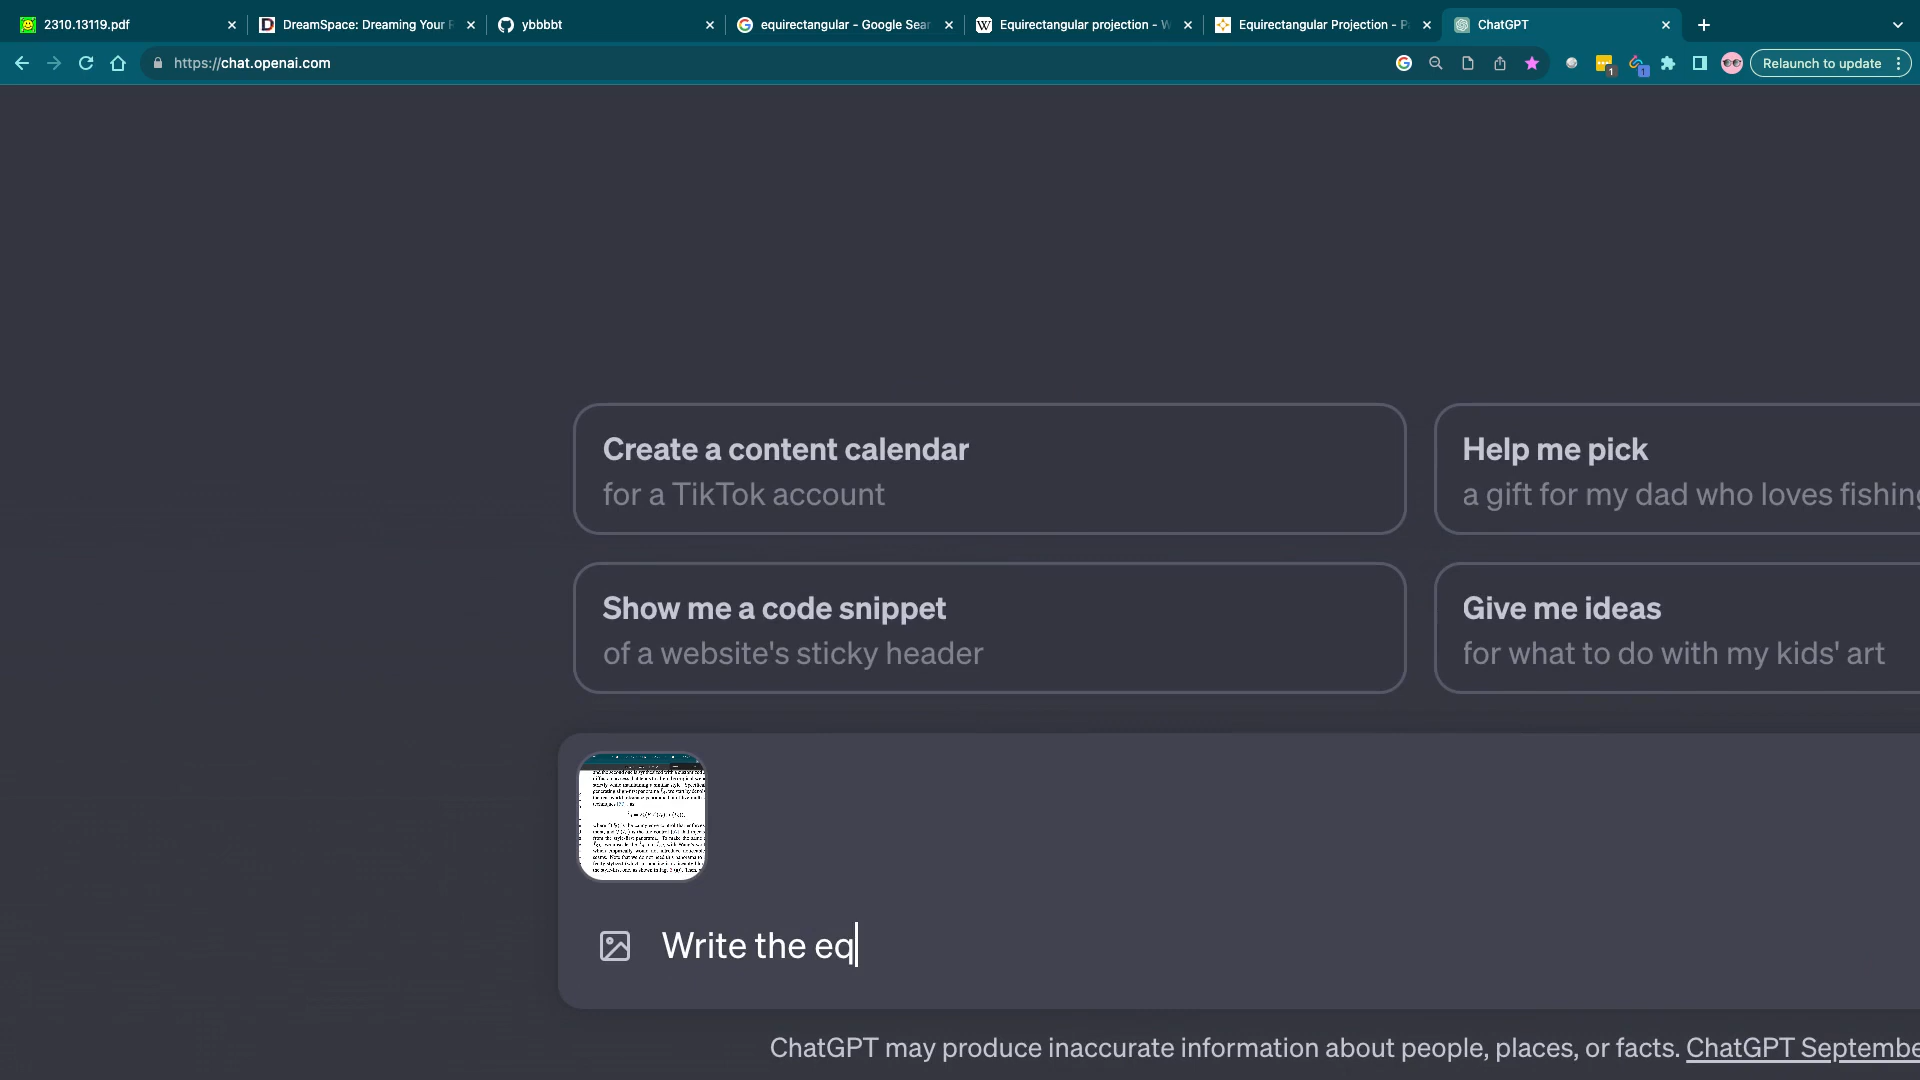 2310.13119.pdf
DreamSpace: Dreaming Your R
ybbbbt
equirectangular - Google Sear
Equirectangular projection - W
Equirectangular Projection - P
ChatGPT
https://chat.openai.com
1
1
Relaunch to update
Create a content calendar
for a TikTok account
Help me pick
a gift for my dad who loves fishing
Show me a code snippet
of a website's sticky header
Give me ideas
for what to do with my kids' art
Write the eq
ChatGPT may produce inaccurate information about people, places, or facts. ChatGPT Septembe